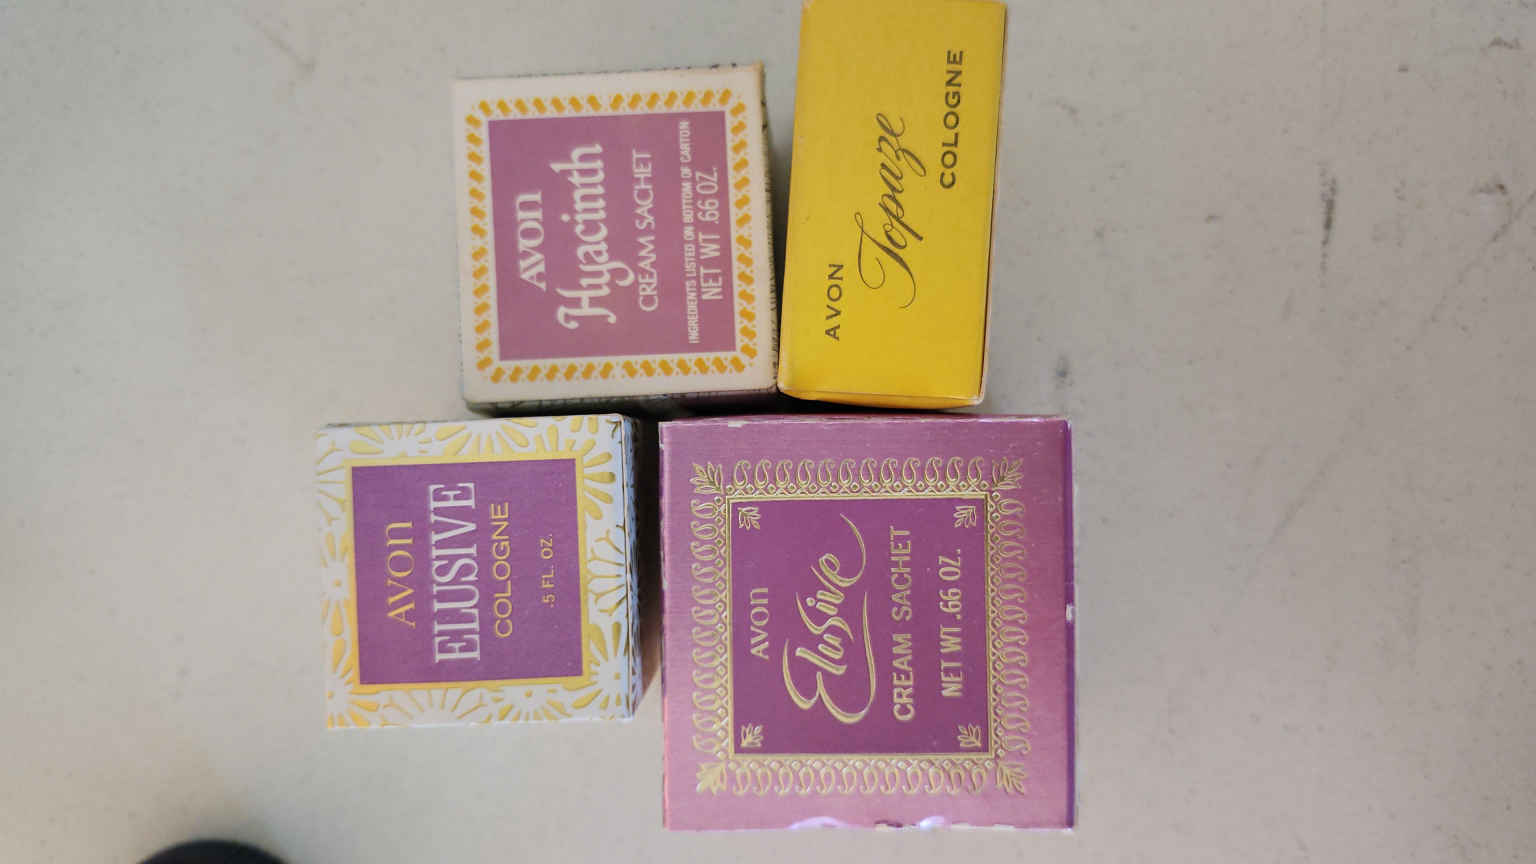 AVON
ELUSIVE
COLOGNE
.5 FL. OZ.
AVON
Hyacinth
CREAM SACHET
INGREDIENTS LISTED ON BOTTOM OF CARTON
NET WT .66 OZ.
AVON
Elusive
CREAM SACHET
NET WT .66 OZ.
AVON
Topaze
COLOGNE